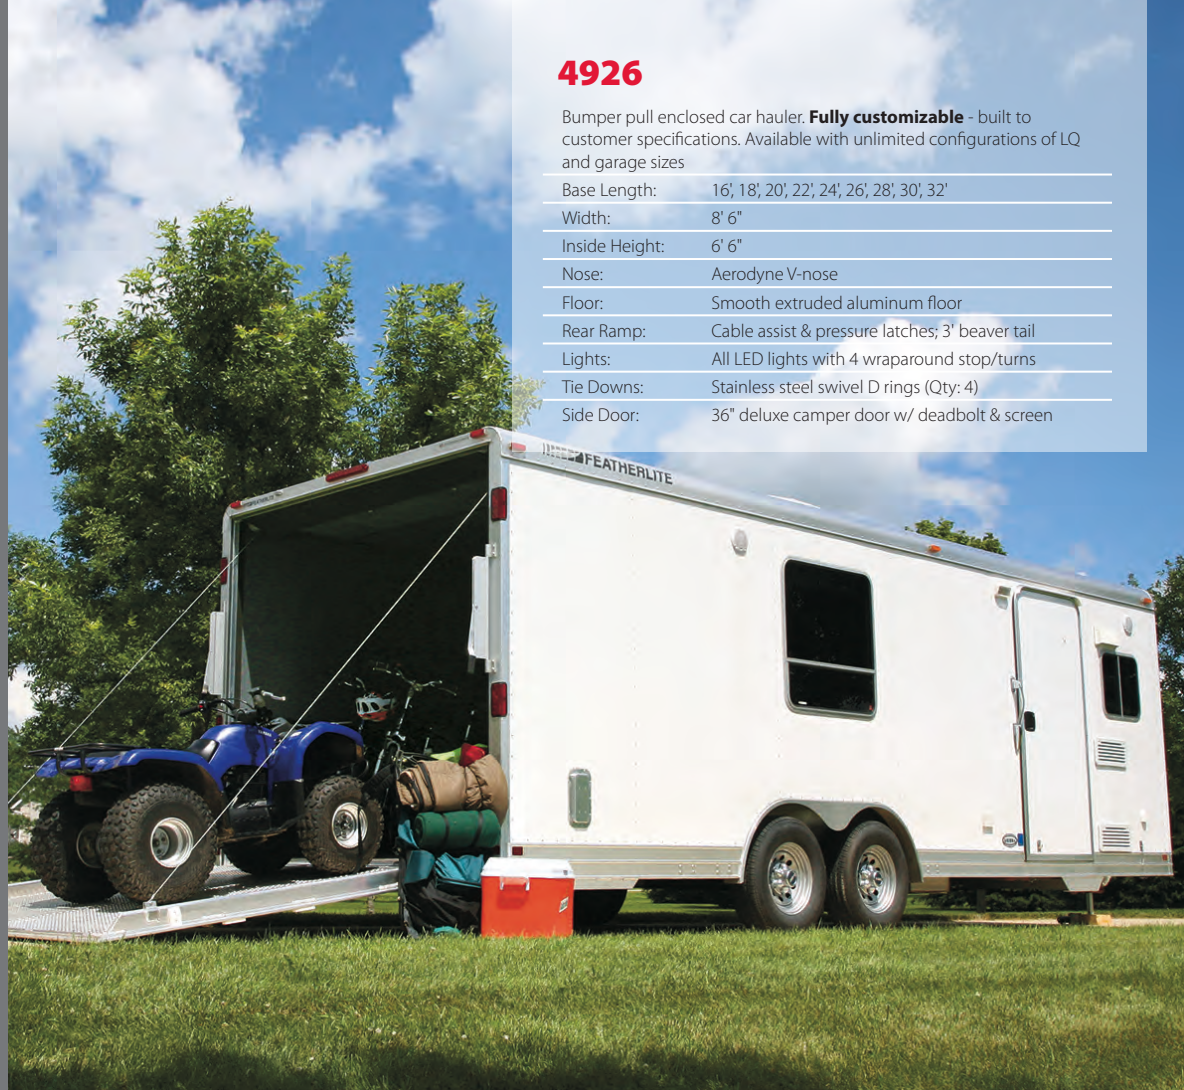 4926
Bumper pull enclosed car hauler. Fully customizable - built to
customer specifications. Available with unlimited configurations of LQ
and garage sizes
Base Length: 16', 18', 20', 22', 24', 26', 28', 30', 32'
Width: 8' 6"
Inside Height: 6' 6"
Nose: Aerodyne V-nose
Floor: Smooth extruded aluminum floor
Rear Ramp: Cable assist & pressure latches; 3' beaver tail
Lights: All LED lights with 4 wraparound stop/turns
Tie Downs: Stainless steel swivel D rings (Qty: 4)
Side Door: 36" deluxe camper door w/ deadbolt & screen
FEATHERLITE